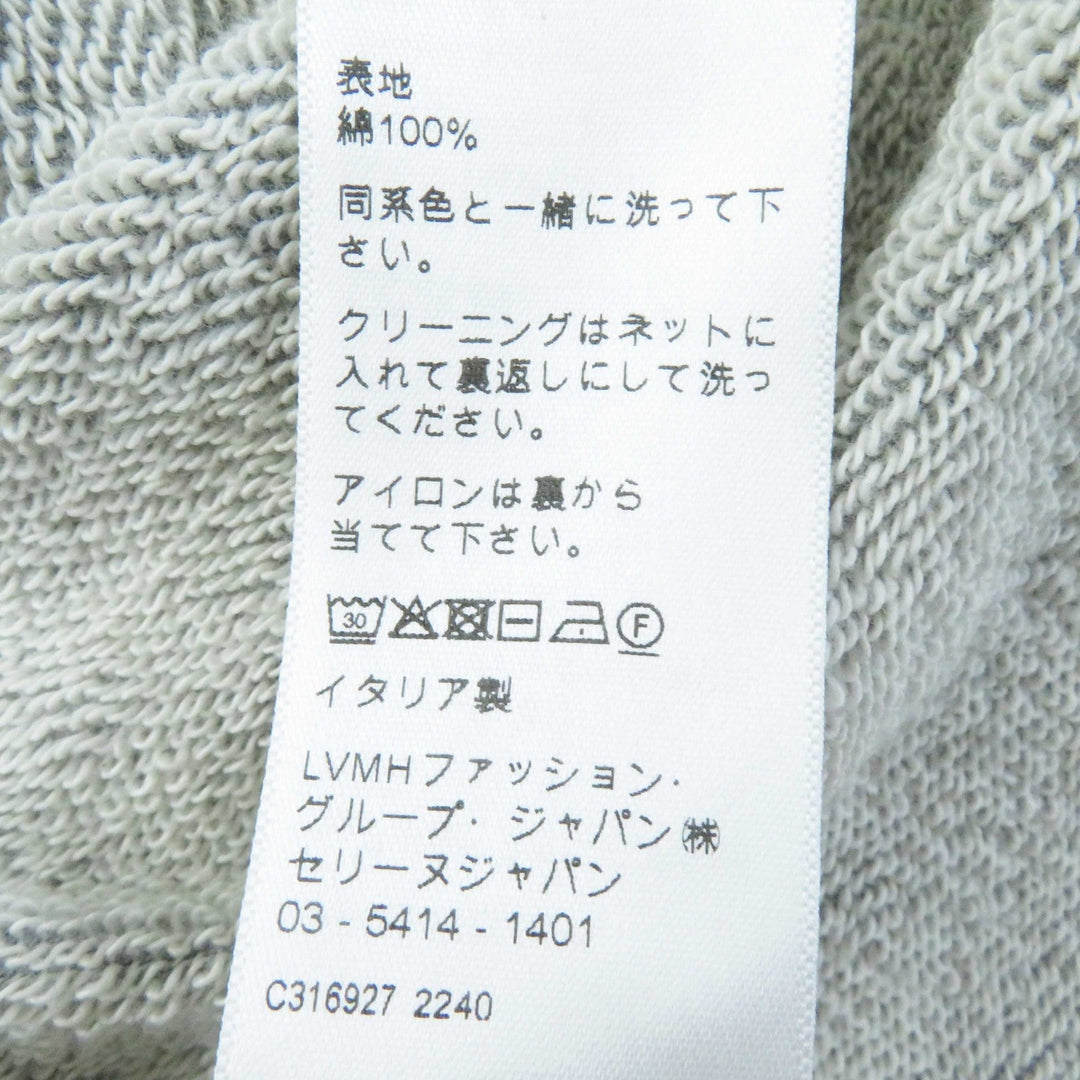 表地
綿100%
同系色と一緒に洗って下
さい。
クリーニングはネットに
入れて裏返しにして洗っ
てください。
アイロンは裏から
当てて下さい。
30 F
イタリア製
LVMHファッション・
グループ・ジャパン㈱
セリーヌジャパン
03 - 5414 - 1401
C316927 2240